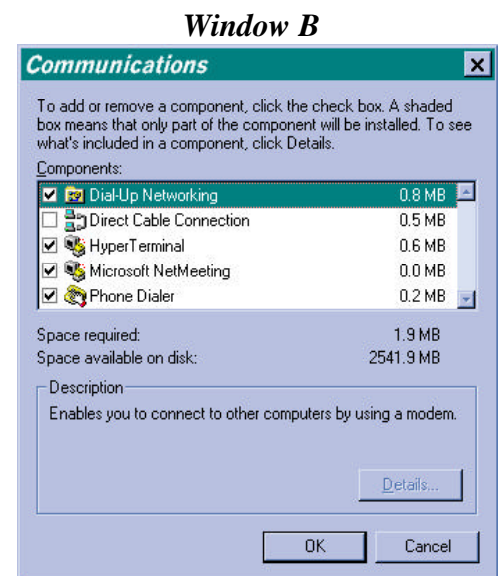 Window B
Communications
To add or remove a component, click the check box. A shaded
box means that only part of the component will be installed. To see
what's included in a component, click Details.
Components:
Dial-Up Networking 0.8 MB
Direct Cable Connection 0.5 MB
HyperTerminal 0.6 MB
Microsoft NetMeeting 0.0 MB
Phone Dialer 0.2 MB
Space required: 1.9 MB
Space available on disk: 2541.9 MB
Description
Enables you to connect to other computers by using a modem.
Details...
OK Cancel